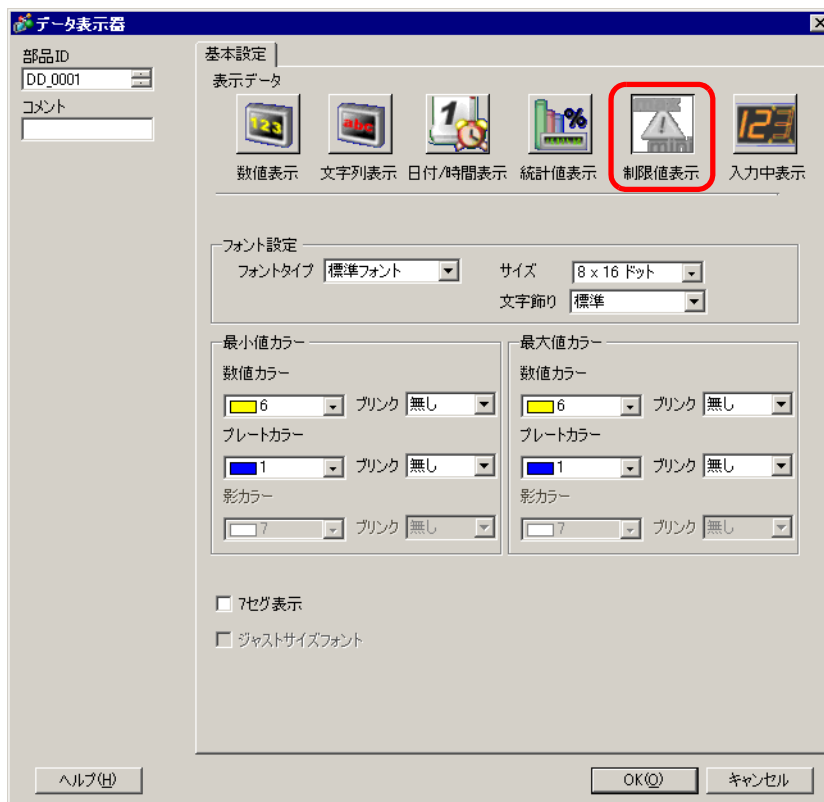 データ表示器
部品ID
DD_0001
コメント
基本設定
表示データ
123
abc
1
%
max
mini
123
数値表示 文字列表示 日付/時間表示 統計値表示 制限値表示 入力中表示
フォント設定
フォントタイプ 標準フォント サイズ 8 x 16 ドット
文字飾り 標準
最小値カラー
数値カラー
6 ブリンク 無し
プレートカラー
1 ブリンク 無し
影カラー
7 ブリンク 無し
最大値カラー
数値カラー
6 ブリンク 無し
プレートカラー
1 ブリンク 無し
影カラー
7 ブリンク 無し
7セグ表示
ジャストサイズフォント
ヘルプ(H) OK(O) キャンセル